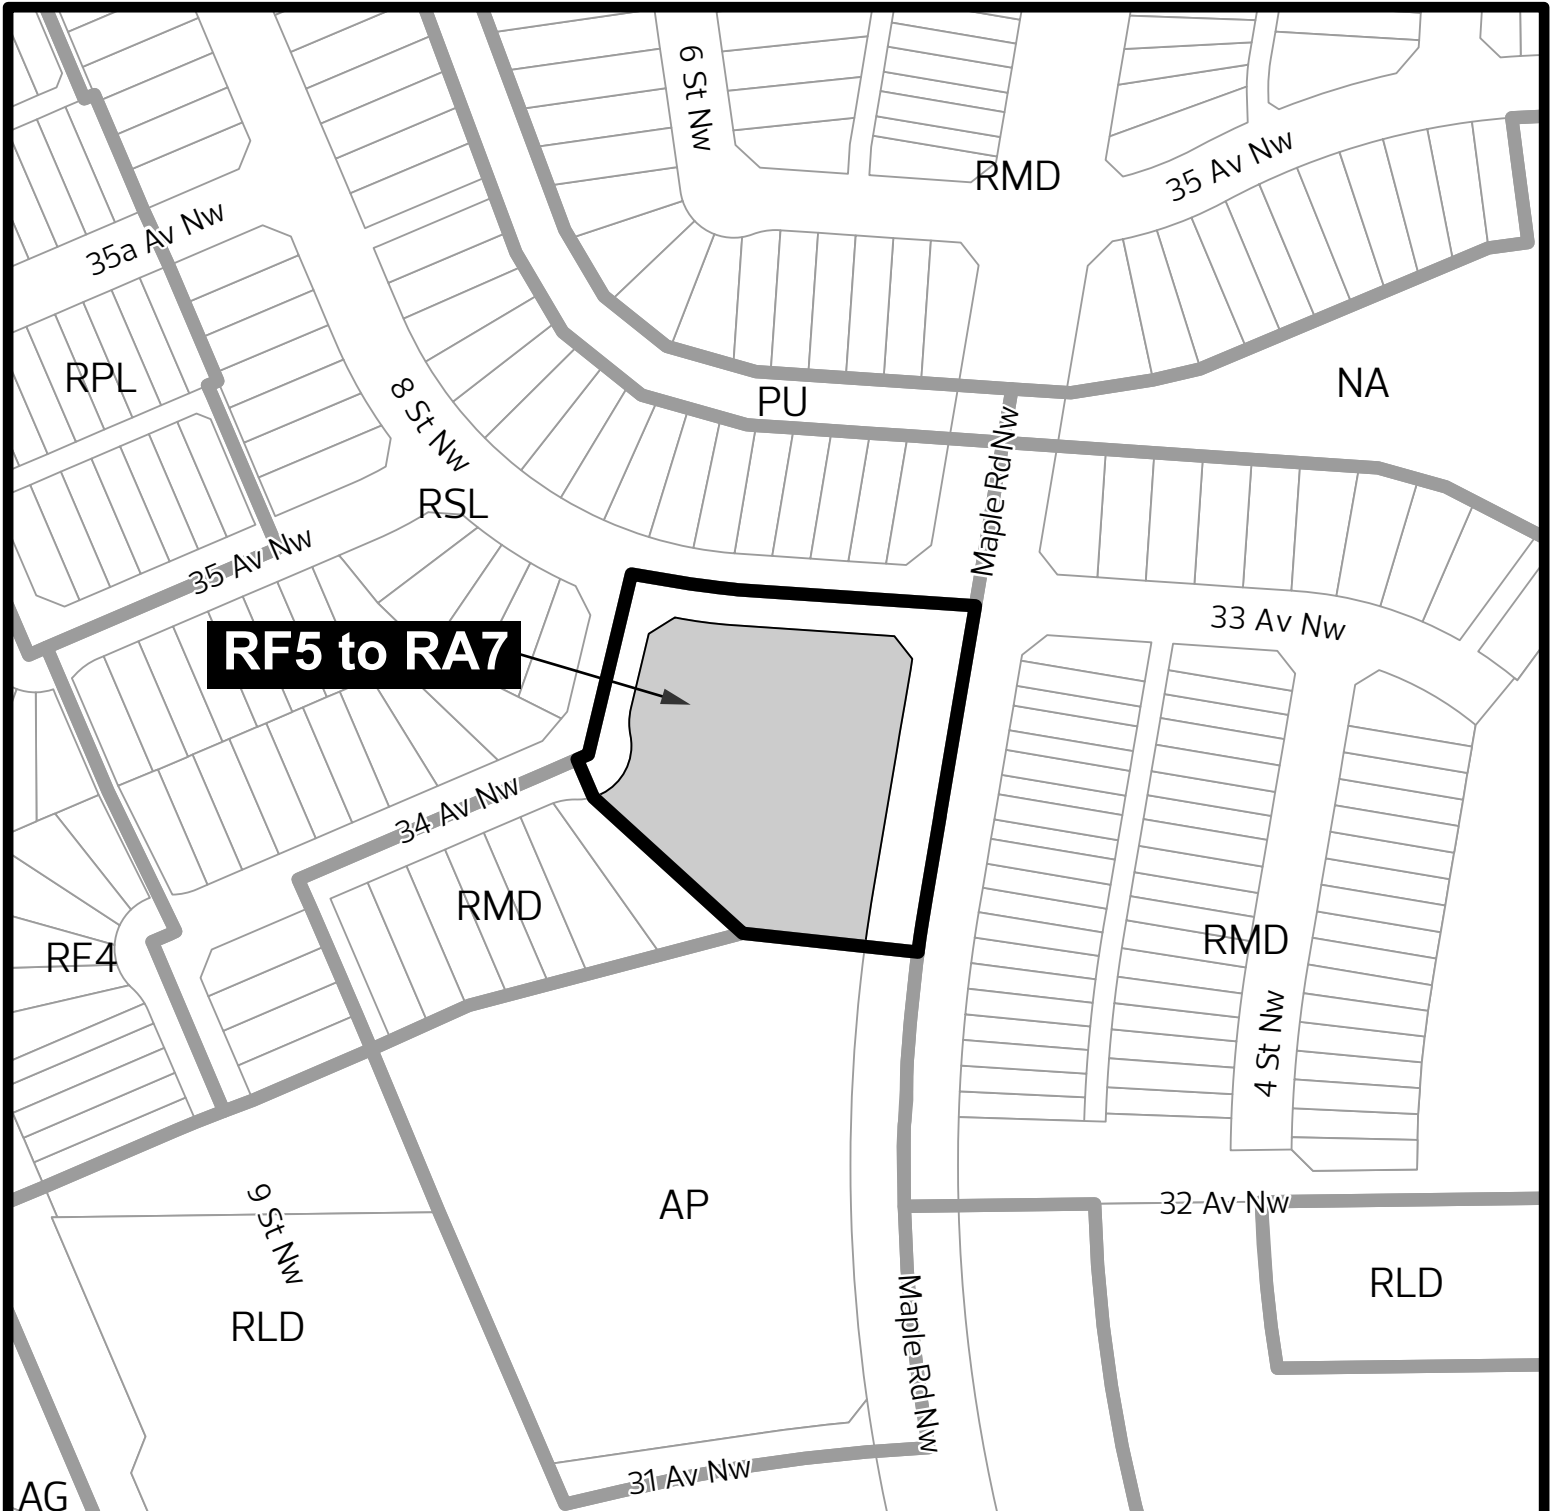 6 St Nw
RMD
35 Av Nw
35a Av Nw
RPL
8 St Nw
PU
NA
Maple Rd Nw
RSL
35 Av Nw
33 Av Nw
RF5 to RA7
34 Av Nw
RMD
RF4
RMD
4 St Nw
9 St Nw
AP
32 Av Nw
RLD
RLD
Maple Rd Nw
31 Av Nw
AG